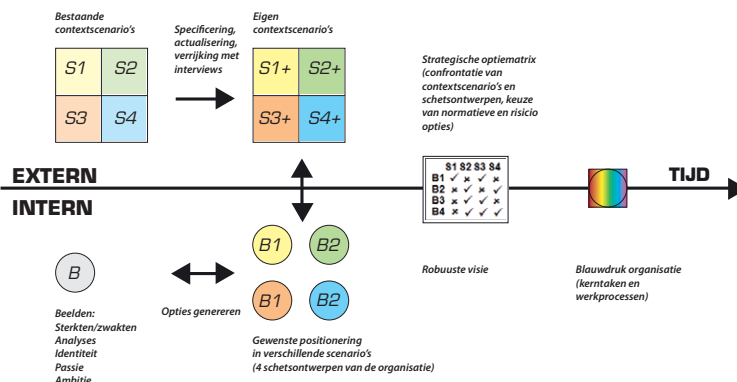 Bestaande
contextscenario's
Specificering,
actualisering,
verrijking met
interviews
Eigen
contextscenario's
S1 S2
S3 S4
S1+ S2+
S3+ S4+
Strategische optiematrix
(confrontatie van
contextscenario's en
schetsontwerpen, keuze
van normatieve en risicio
opties)
EXTERN
INTERN
TIJD
S1 S2 S3 S4
B1 ✓ × ✓ ×
B2 × ✓ × ✓
B3 × ✓ ✓ ×
B4 × ✓ ✓ ✓
B
B1 B2
B1 B2
Beelden:
Sterkten/zwakten
Analyses
Identiteit
Passie
Ambitie
Opties genereren
Gewenste positionering
in verschillende scenario's
(4 schetsontwerpen van de organisatie)
Robuuste visie
Blauwdruk organisatie
(kerntaken en
werkprocessen)